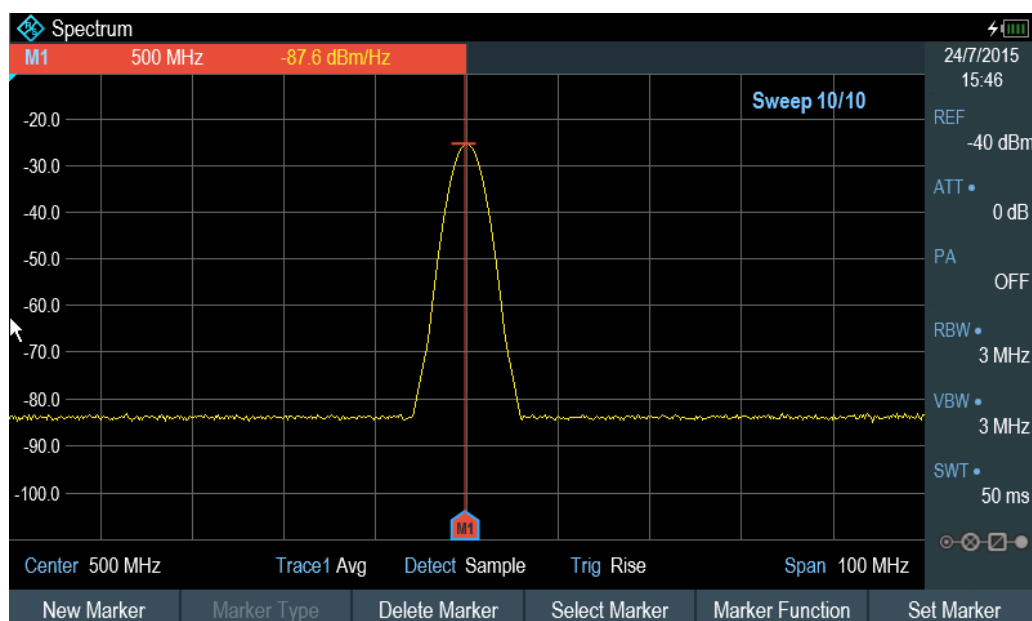 Spectrum
M1 500 MHz -87.6 dBm/Hz
24/7/2015
15:46
Sweep 10/10
-20.0
-30.0
-40.0
-50.0
-60.0
-70.0
-80.0
-90.0
-100.0
M1
REF
-40 dBm
ATT
0 dB
PA
OFF
RBW
3 MHz
VBW
3 MHz
SWT
50 ms
Center 500 MHz Trace1 Avg Detect Sample Trig Rise Span 100 MHz
New Marker Marker Type Delete Marker Select Marker Marker Function Set Marker